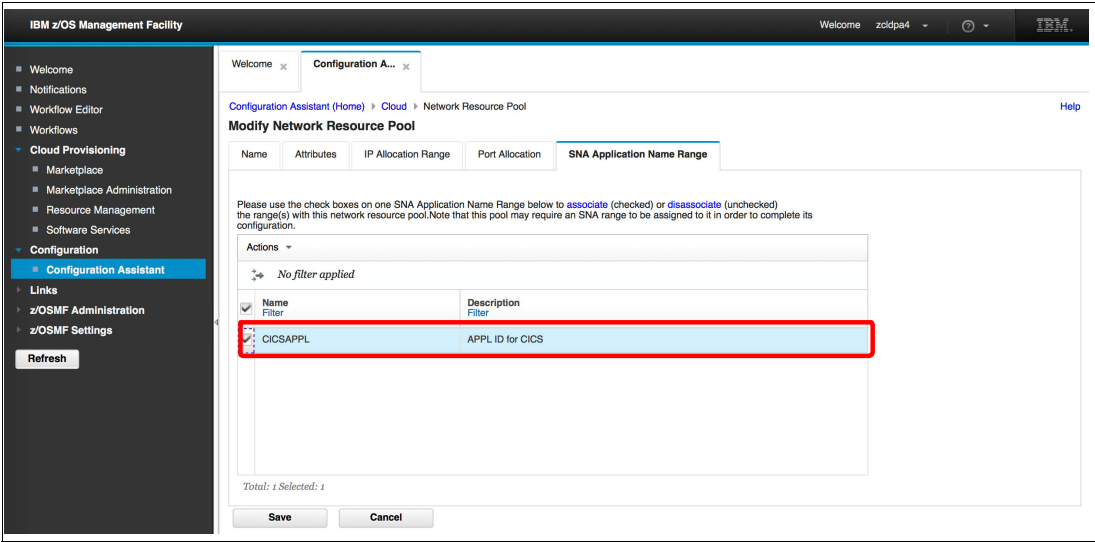 IBM z/OS Management Facility
Welcome zcldpa4
IBM.
Welcome
Notifications
Workflow Editor
Workflows
Cloud Provisioning
Marketplace
Marketplace Administration
Resource Management
Software Services
Configuration
Configuration Assistant
Links
z/OSMF Administration
z/OSMF Settings
Refresh
Welcome Configuration A...
Configuration Assistant (Home) Cloud Network Resource Pool Help
Modify Network Resource Pool
Name Attributes IP Allocation Range Port Allocation SNA Application Name Range
Please use the check boxes on one SNA Application Name Range below to associate (checked) or disassociate (unchecked)
the range(s) with this network resource pool.Note that this pool may require an SNA range to be assigned to it in order to complete its
configuration.
Actions
No filter applied
Name Description
Filter Filter
CICSAPPL APPL ID for CICS
Total: 1 Selected: 1
Save Cancel